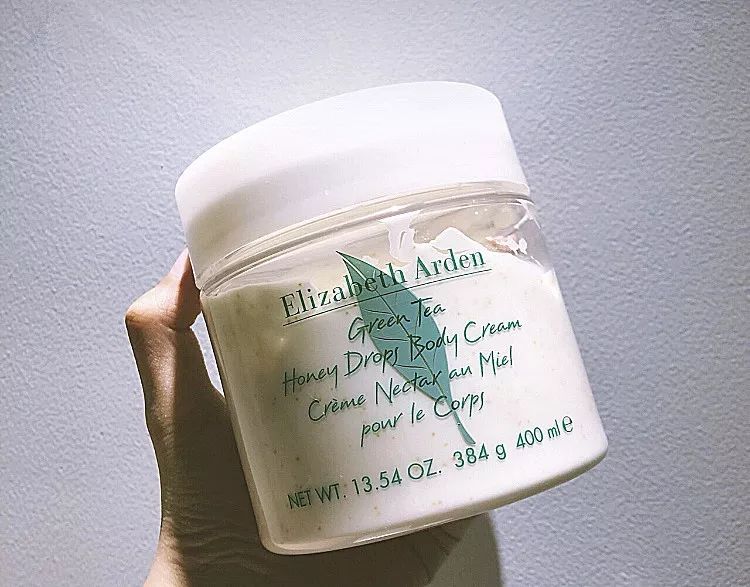 Elizabeth Arden
Green Tea
Honey Drops Body Cream
Crème Nectar au Miel
pour le Corps
NET WT. 13.54 OZ. 384 g 400 ml e